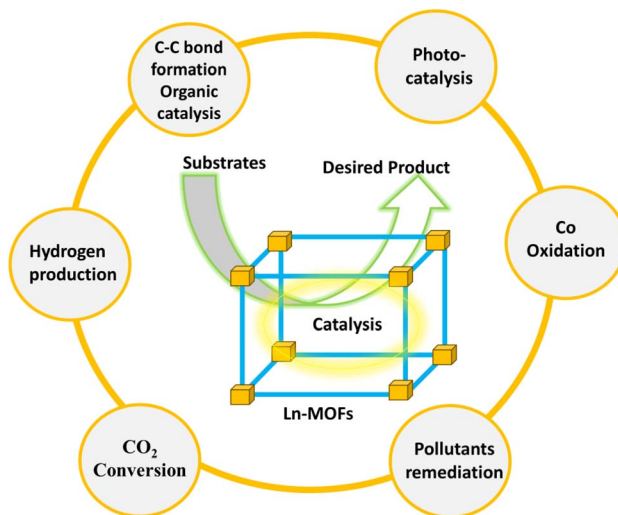 C-C bond
formation
Organic
catalysis
Photo-
catalysis
Substrates
Desired Product
Hydrogen
production
Co
Oxidation
Catalysis
Ln-MOFs
CO₂
Conversion
Pollutants
remediation